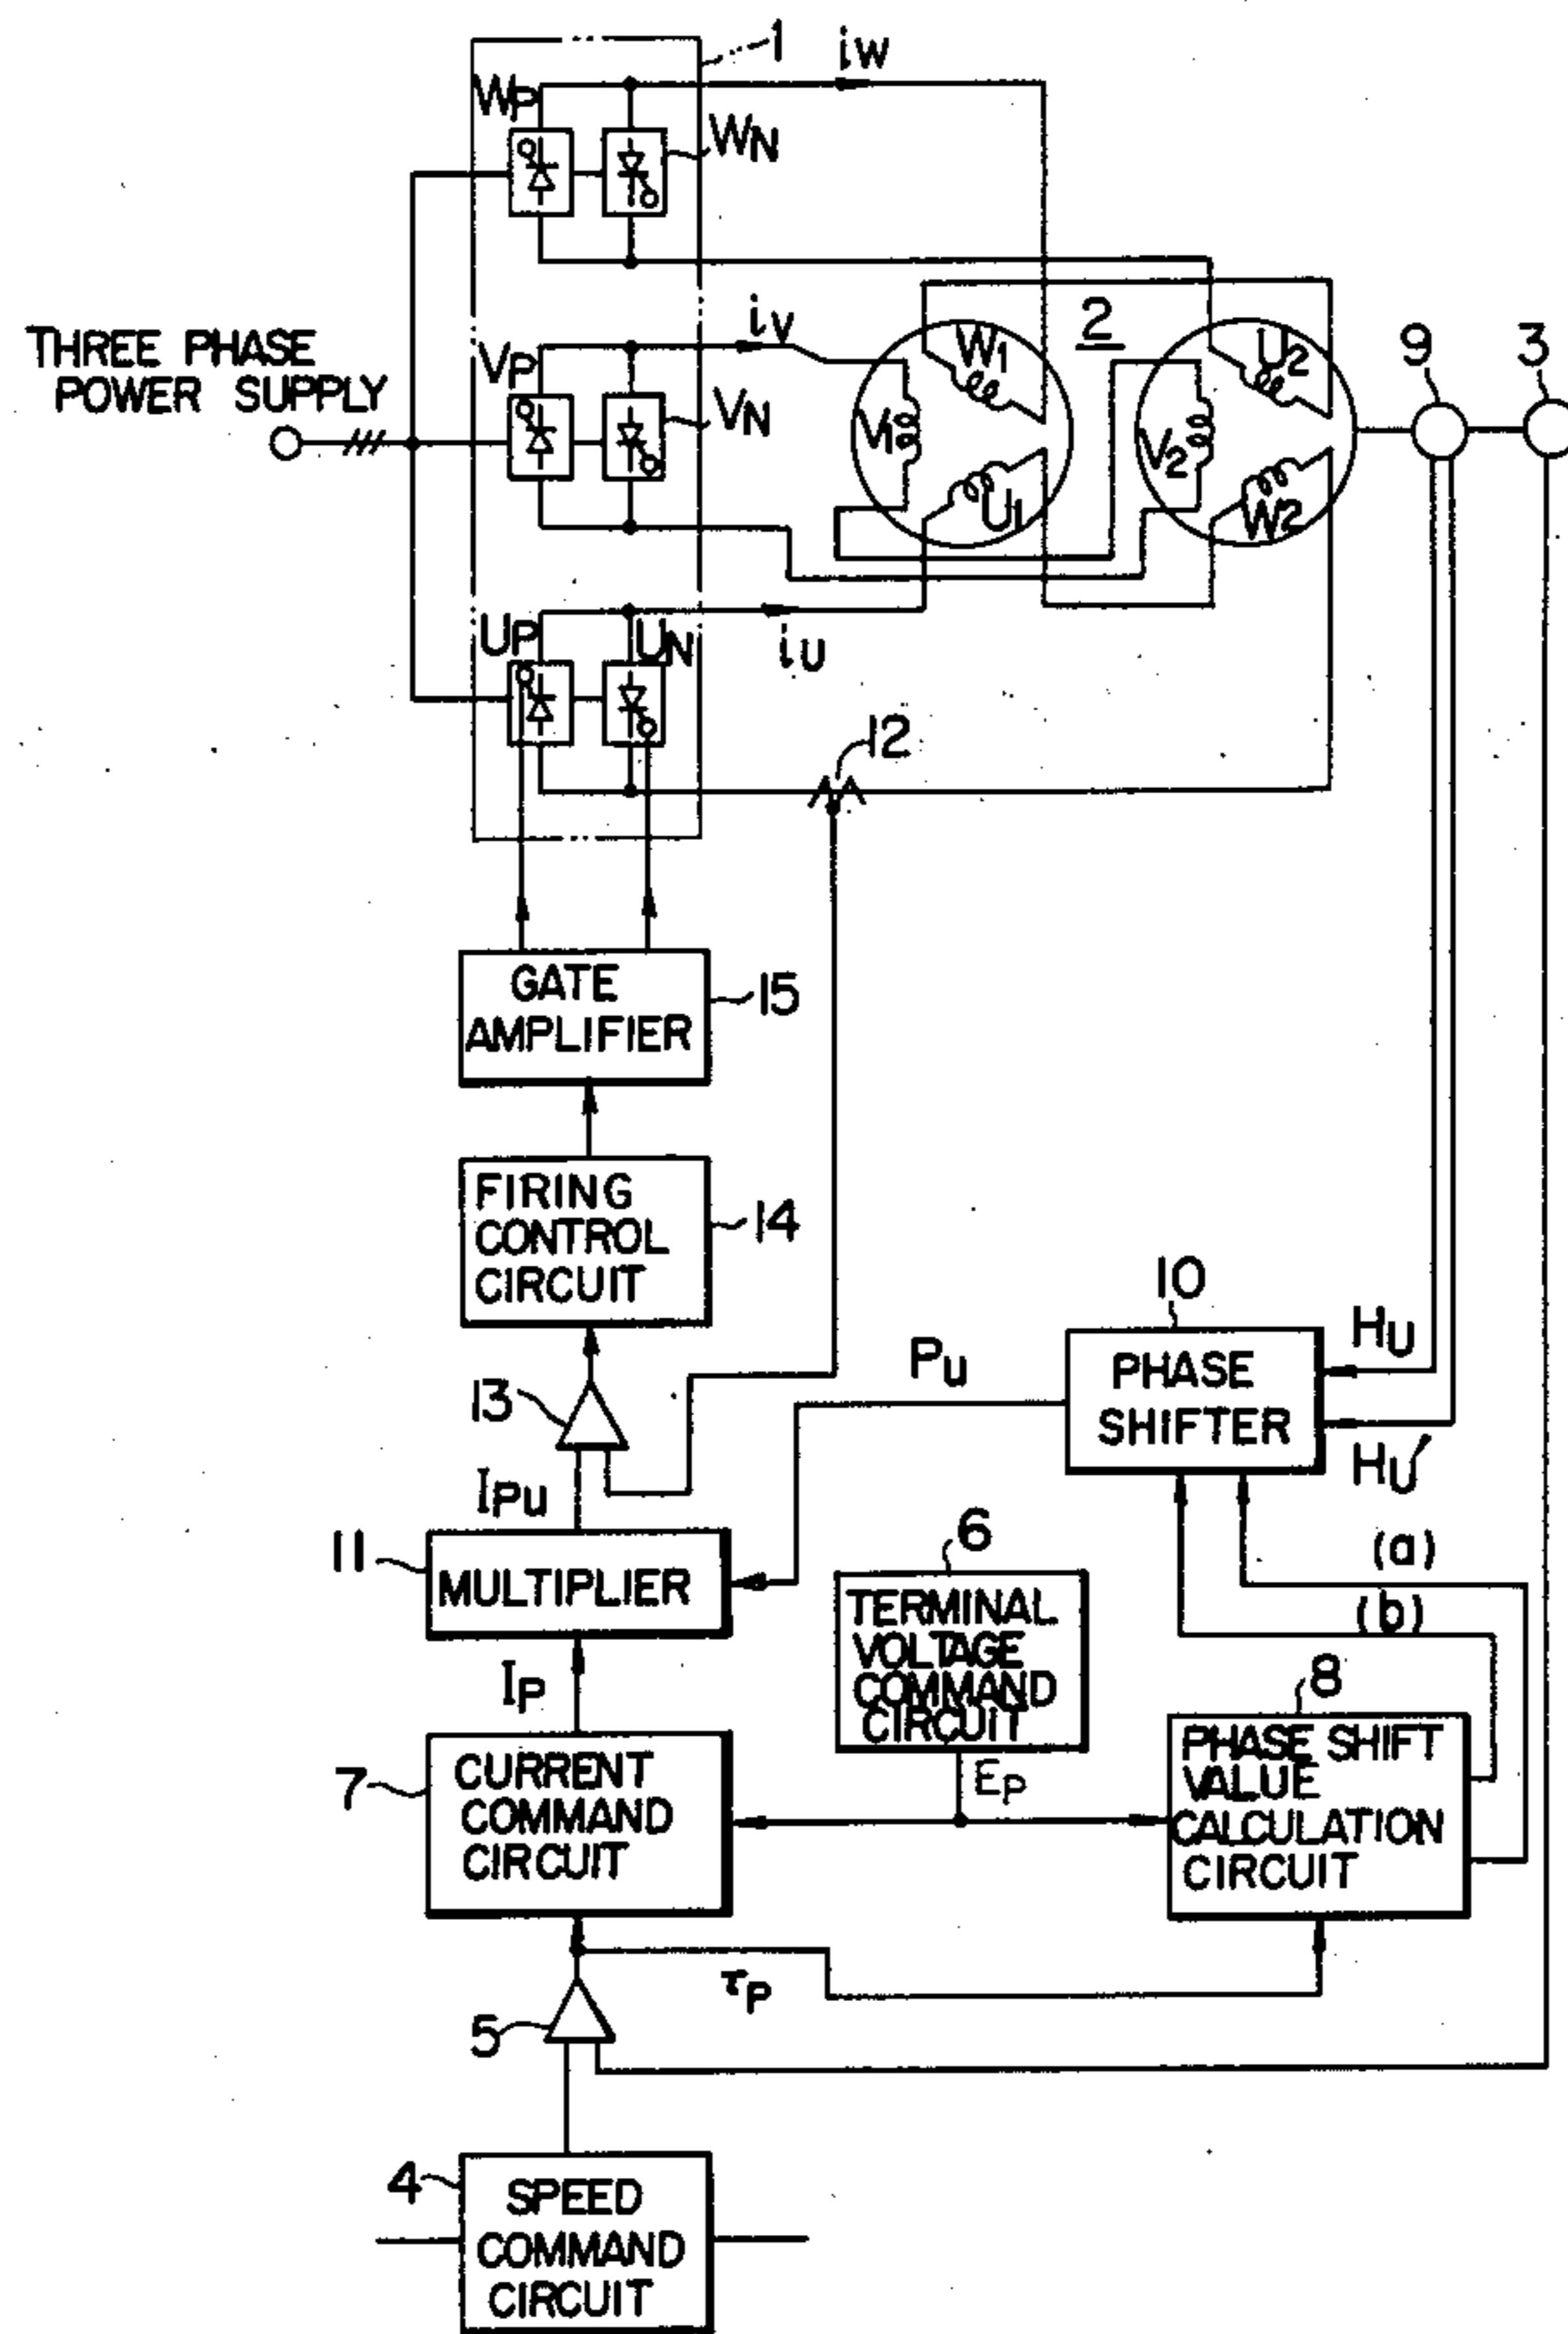 1
iw
WP
WN
THREE PHASE
POWER SUPPLY
iv
VP
VN
2
W1
V1
U1
U2
V2
W2
9
3
UP
UN
iu
12
GATE
AMPLIFIER
15
FIRING
CONTROL
CIRCUIT
14
10
PHASE
SHIFTER
HU
HU'
PU
13
IPU
11
MULTIPLIER
6
TERMINAL
VOLTAGE
COMMAND
CIRCUIT
(a)
(b)
IP
8
PHASE SHIFT
VALUE
CALCULATION
CIRCUIT
EP
7
CURRENT
COMMAND
CIRCUIT
τP
5
4
SPEED
COMMAND
CIRCUIT